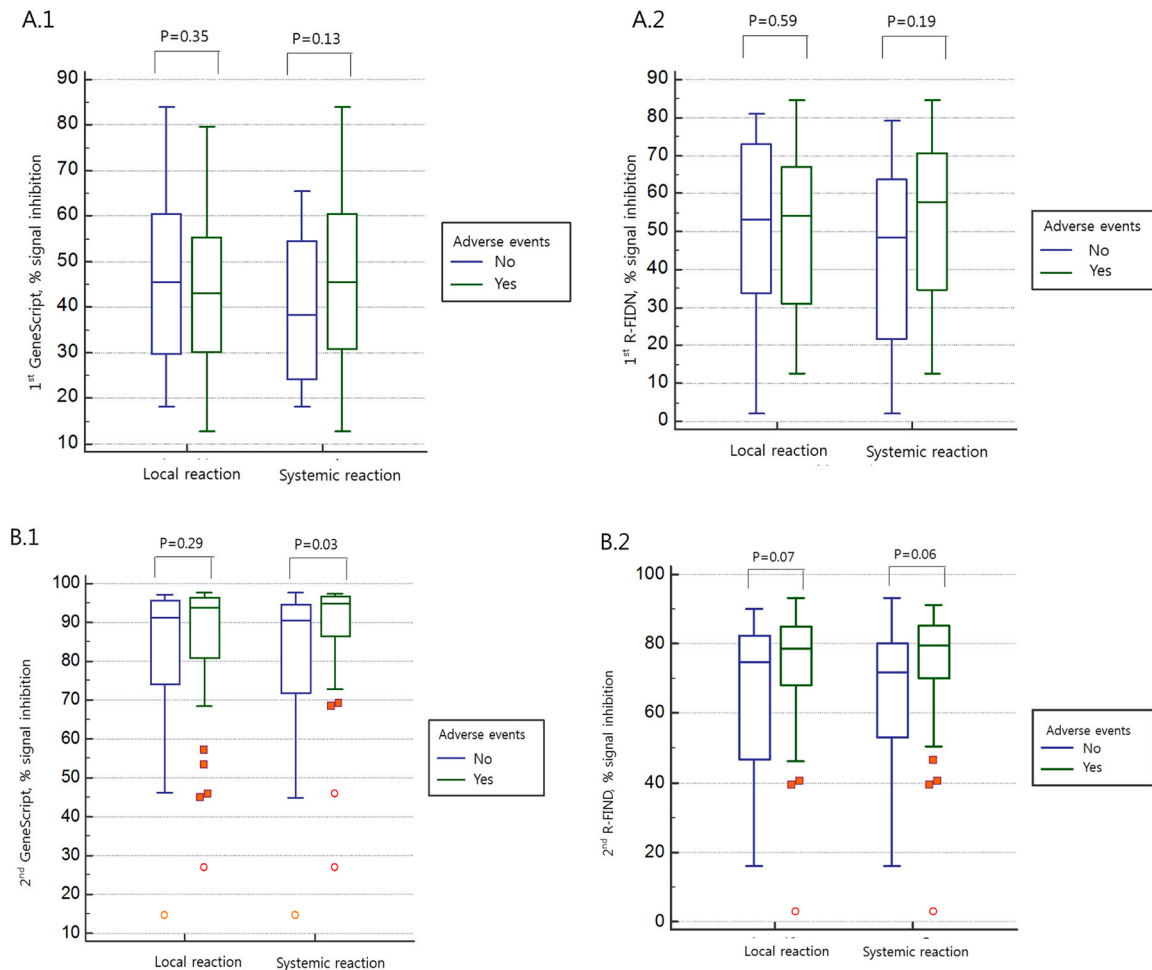 A.1
P=0.35
P=0.13
1st GeneScript, % signal inhibition
90
80
70
60
50
40
30
20
10
Local reaction
Systemic reaction
Adverse events
No
Yes
A.2
P=0.59
P=0.19
1st R-FIDN, % signal inhibition
90
80
70
60
50
40
30
20
10
0
Local reaction
Systemic reaction
Adverse events
No
Yes
B.1
P=0.29
P=0.03
2nd GeneScript, % signal inhibition
100
90
80
70
60
50
40
30
20
10
Local reaction
Systemic reaction
Adverse events
No
Yes
B.2
P=0.07
P=0.06
2nd R-FIND, % signal inhibition
100
80
60
40
20
0
Local reaction
Systemic reaction
Adverse events
No
Yes